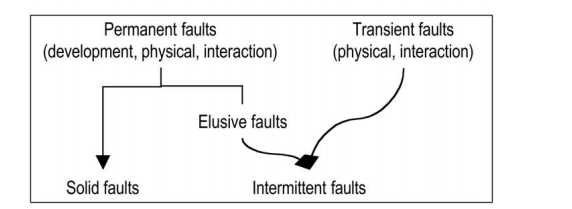 Permanent faults
(development, physical, interaction)
Transient faults
(physical, interaction)
Elusive faults
Solid faults
Intermittent faults